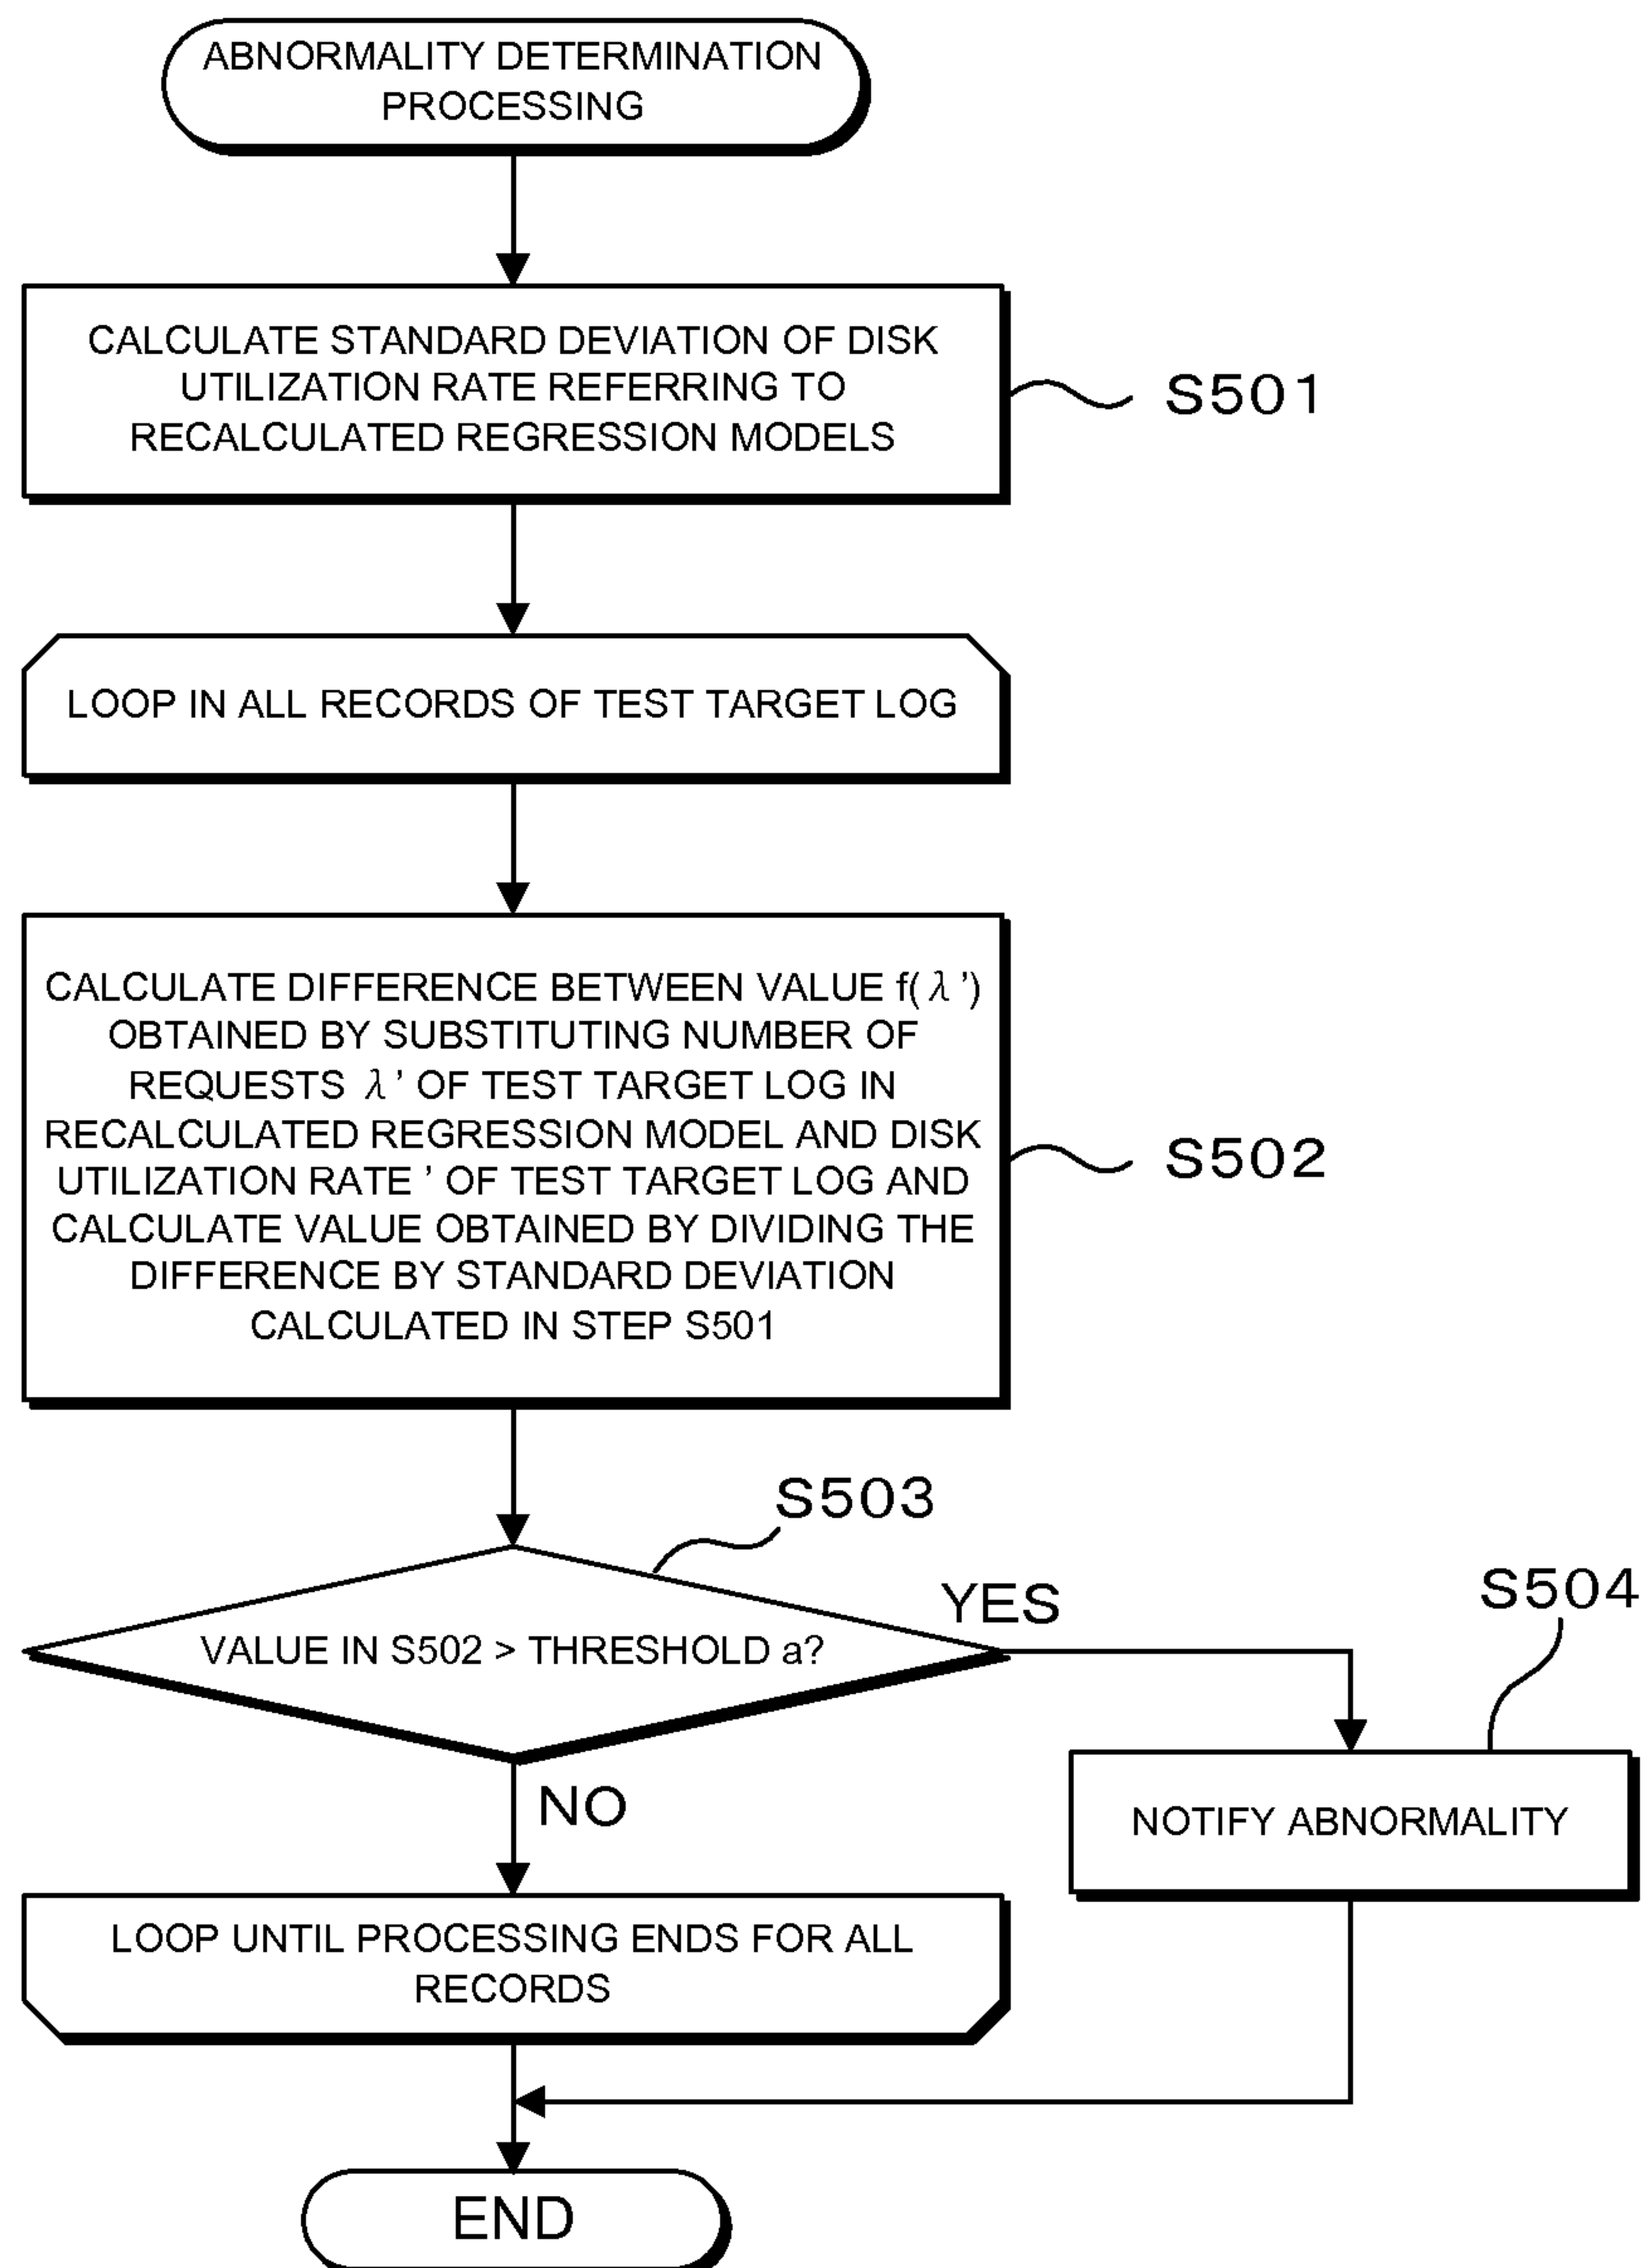 ABNORMALITY DETERMINATION
PROCESSING
CALCULATE STANDARD DEVIATION OF DISK
UTILIZATION RATE REFERRING TO
RECALCULATED REGRESSION MODELS
S501
LOOP IN ALL RECORDS OF TEST TARGET LOG
CALCULATE DIFFERENCE BETWEEN VALUE f(λ')
OBTAINED BY SUBSTITUTING NUMBER OF
REQUESTS λ' OF TEST TARGET LOG IN
RECALCULATED REGRESSION MODEL AND DISK
UTILIZATION RATE ' OF TEST TARGET LOG AND
CALCULATE VALUE OBTAINED BY DIVIDING THE
DIFFERENCE BY STANDARD DEVIATION
CALCULATED IN STEP S501
S502
S503
VALUE IN S502 > THRESHOLD a?
YES
S504
NO
NOTIFY ABNORMALITY
LOOP UNTIL PROCESSING ENDS FOR ALL
RECORDS
END